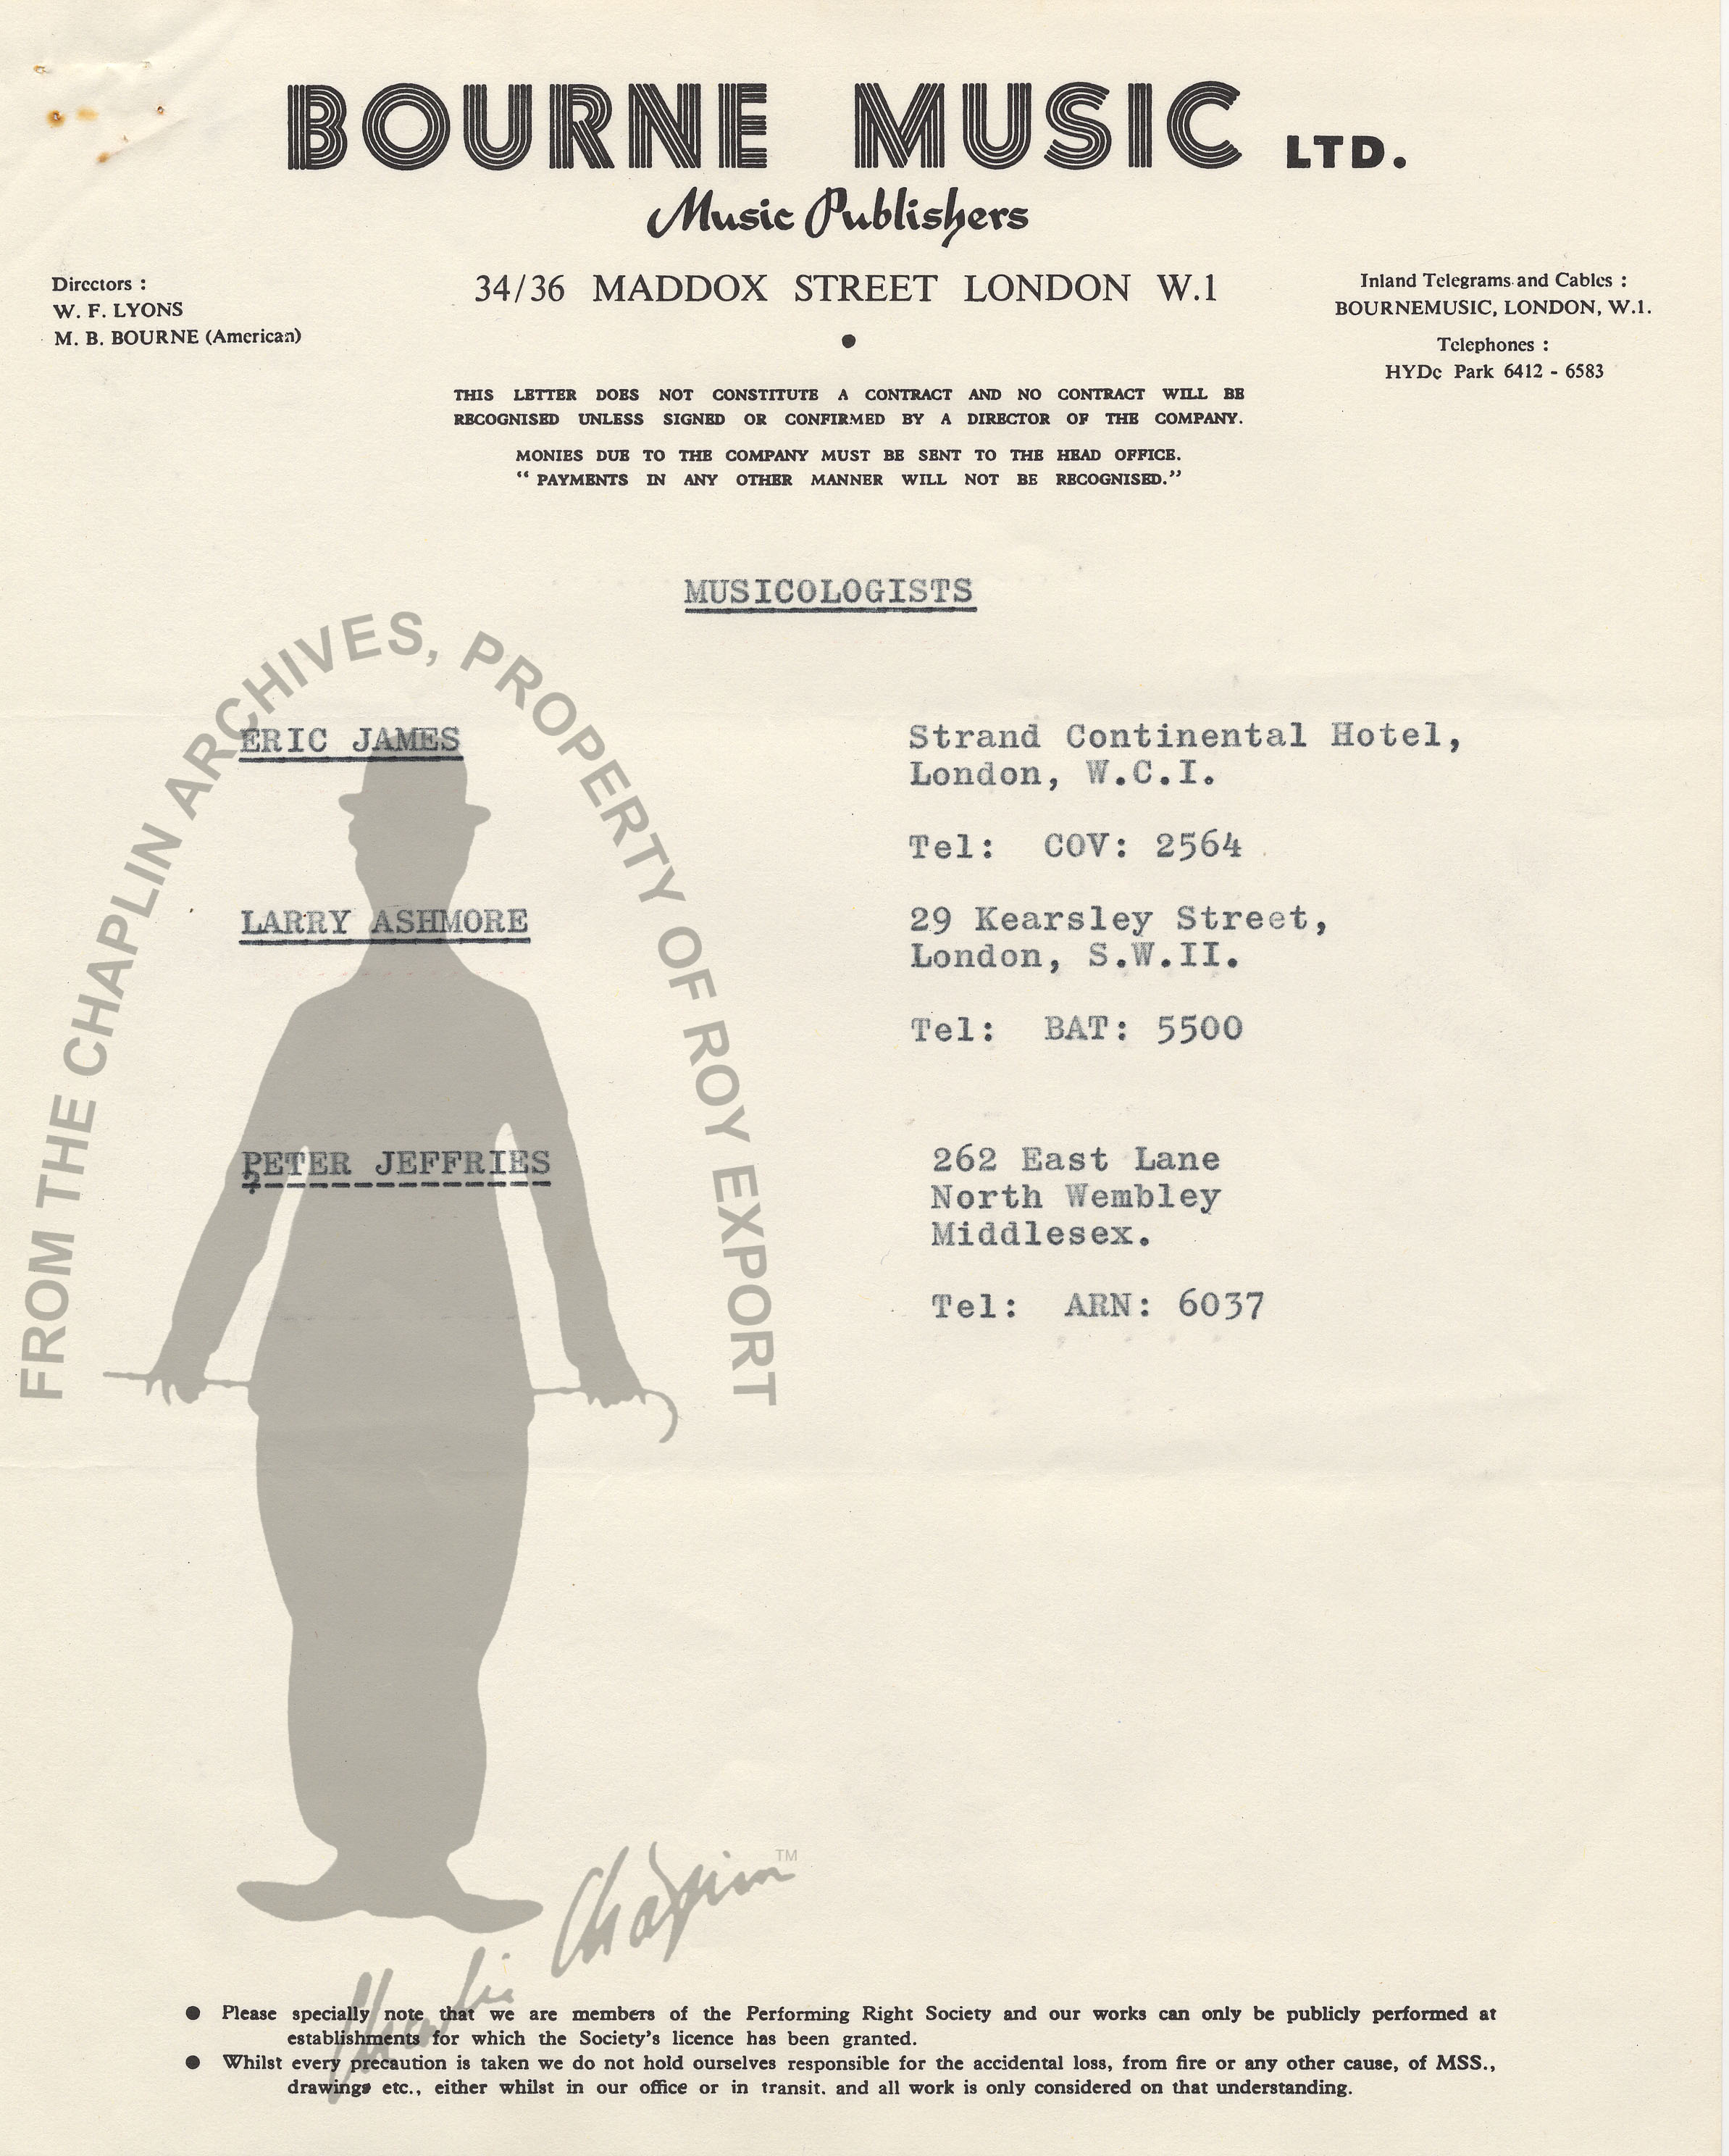 BOURNE MUSIC LTD.
Music Publishers
34/36 MADDOX STREET LONDON W.1
Directors :
W. F. LYONS
M. B. BOURNE (American)
Inland Telegrams and Cables :
BOURNEMUSIC, LONDON, W.1.
Telephones :
HYDe Park 6412 - 6583
THIS LETTER DOES NOT CONSTITUTE A CONTRACT AND NO CONTRACT WILL BE
RECOGNISED UNLESS SIGNED OR CONFIRMED BY A DIRECTOR OF THE COMPANY.
MONIES DUE TO THE COMPANY MUST BE SENT TO THE HEAD OFFICE.
“ PAYMENTS IN ANY OTHER MANNER WILL NOT BE RECOGNISED.”
MUSICOLOGISTS
FROM THE CHAPLIN ARCHIVES, PROPERTY OF ROY EXPORT
ERIC JAMES
Strand Continental Hotel,
London, W.C.I.
Tel: COV: 2564
LARRY ASHMORE
29 Kearsley Street,
London, S.W.II.
Tel: BAT: 5500
PETER JEFFRIES
262 East Lane
North Wembley
Middlesex.
Tel: ARN: 6037
Charlie Chaplin TM
● Please specially note that we are members of the Performing Right Society and our works can only be publicly performed at
establishments for which the Society's licence has been granted.
● Whilst every precaution is taken we do not hold ourselves responsible for the accidental loss, from fire or any other cause, of MSS.,
drawings etc., either whilst in our office or in transit. and all work is only considered on that understanding.